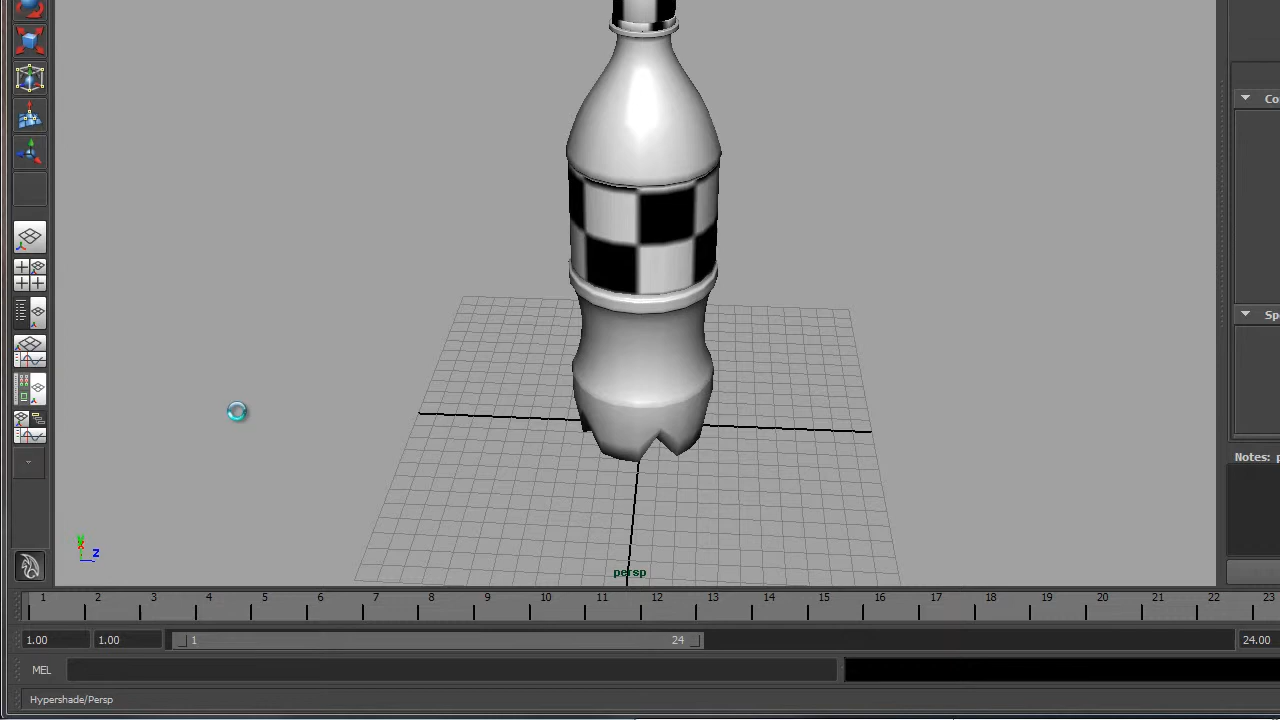 Co
Sp
Notes: p
Y
Z
persp
1 2 3 4 5 6 7 8 9 10 11 12 13 14 15 16 17 18 19 20 21 22 23
1.00 1.00 1 24 24.00
MEL
Hypershade/Persp